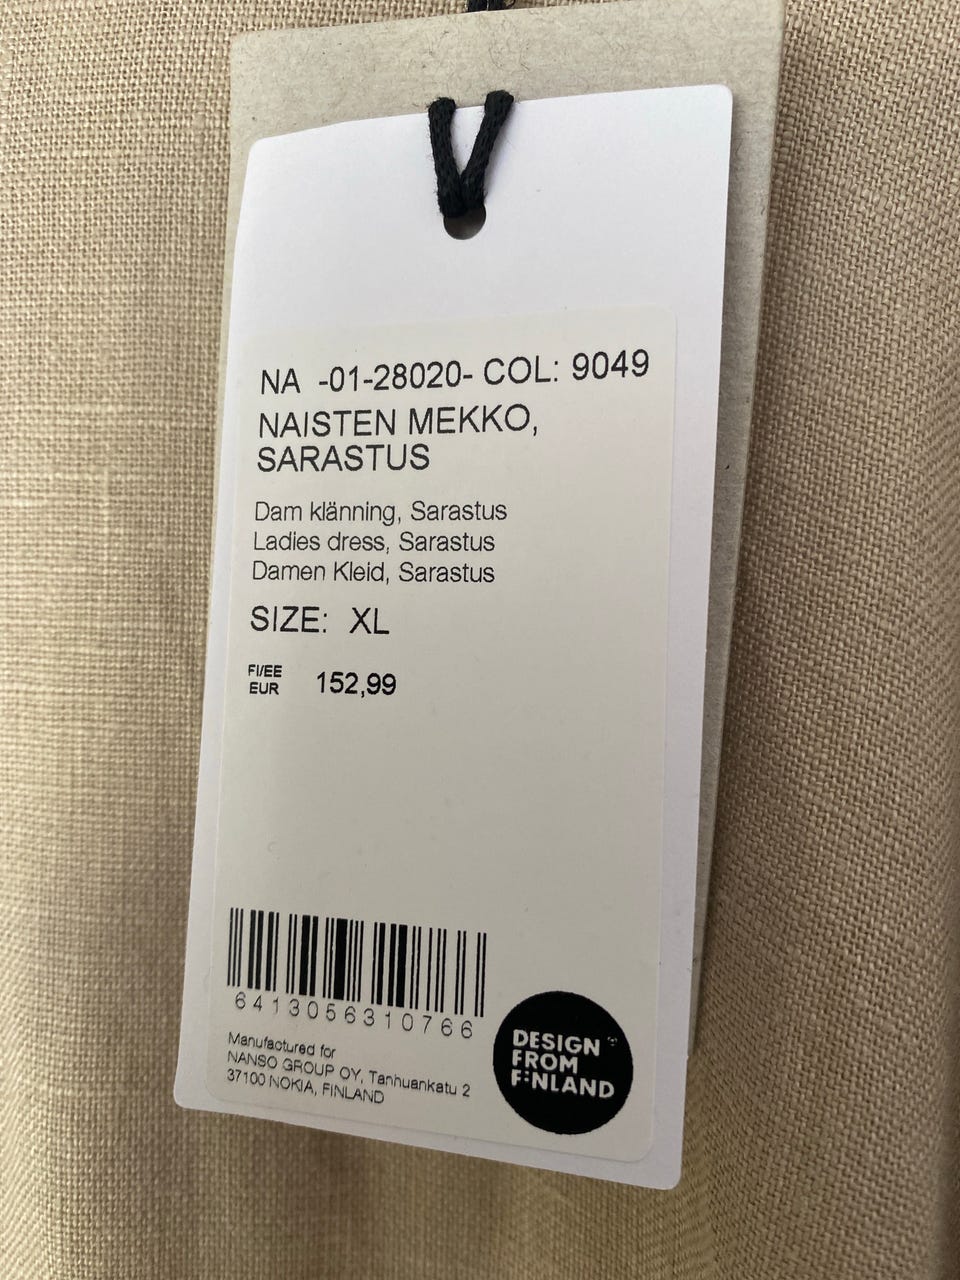 NA -01-28020- COL: 9049
NAISTEN MEKKO,
SARASTUS
Dam klänning, Sarastus
Ladies dress, Sarastus
Damen Kleid, Sarastus
SIZE: XL
FI/EE
EUR 152,99
6413056310766
Manufactured for
NANSO GROUP OY, Tanhuankatu 2
37100 NOKIA, FINLAND
DESIGN
FROM
FINLAND